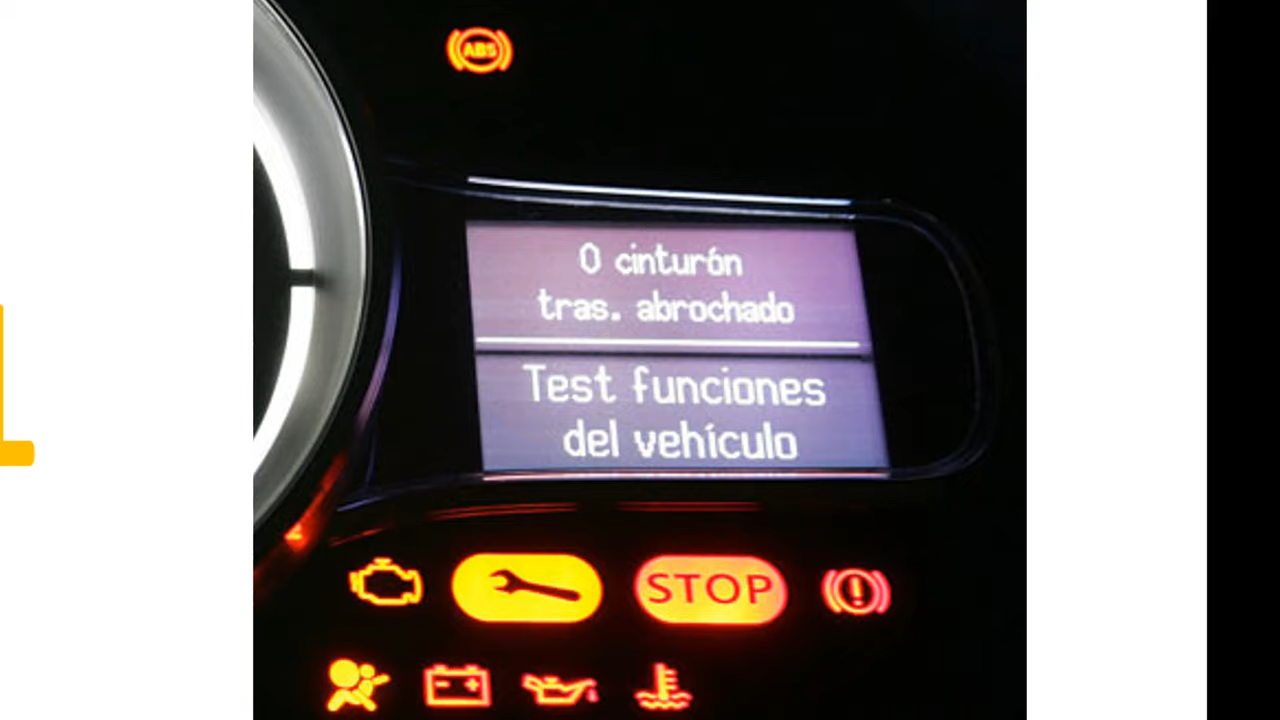 ABS
0 cinturón
tras. abrochado
Test funciones
del vehículo
STOP